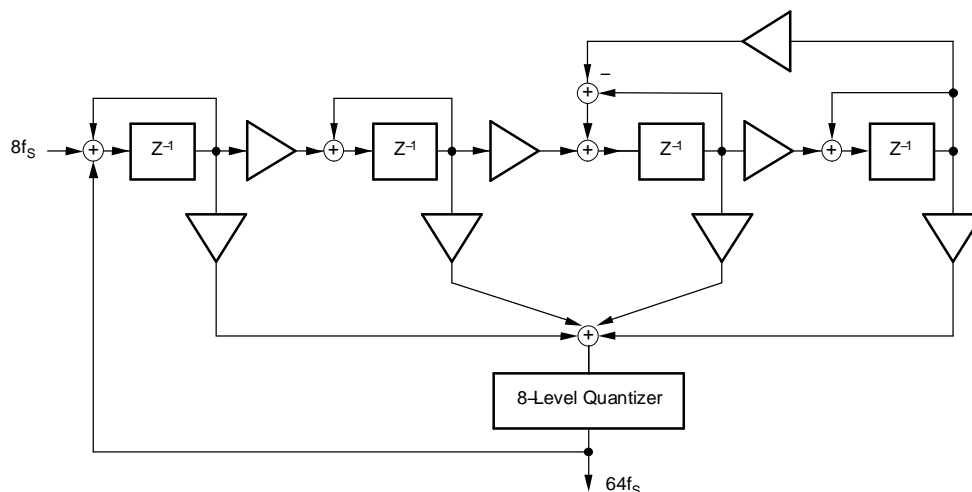 –
8fS
Z–1
Z–1
Z–1
Z–1
+
+
+
+
+
+
8–Level Quantizer
64fS